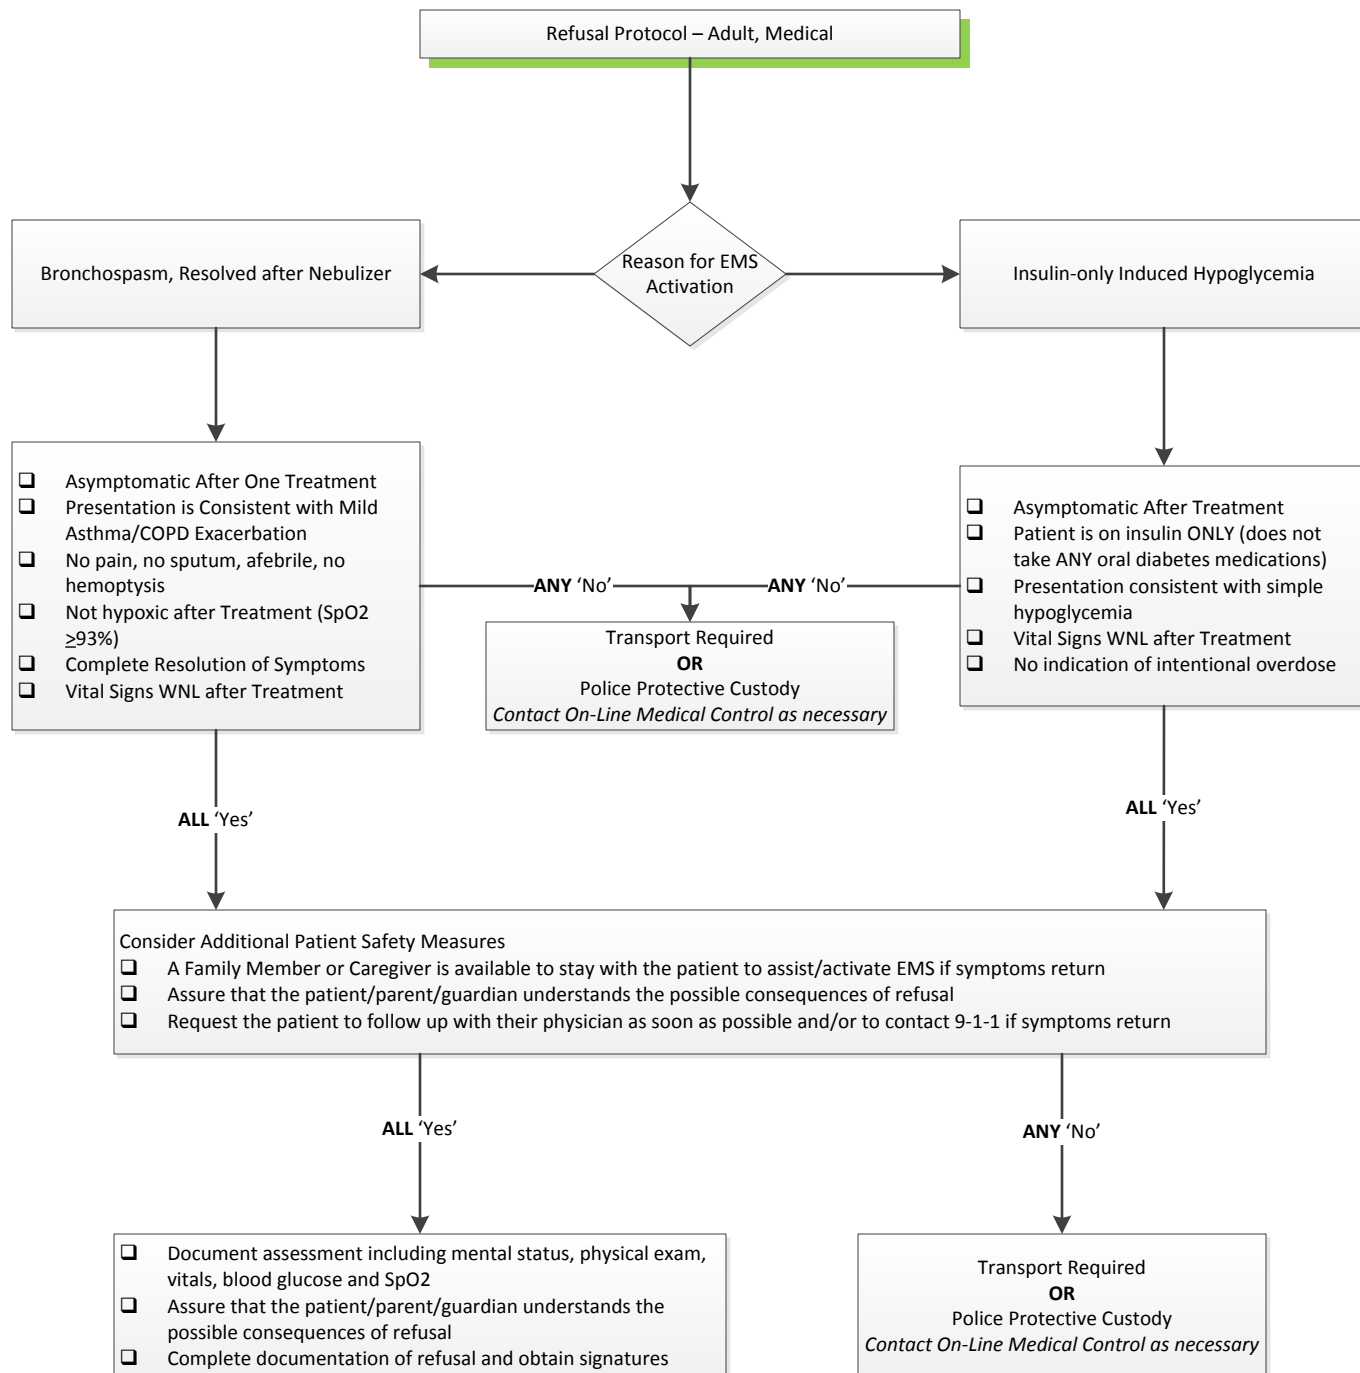 Refusal Protocol – Adult, Medical
Reason for EMS
Activation
Bronchospasm, Resolved after Nebulizer
Insulin-only Induced Hypoglycemia
❑ Asymptomatic After One Treatment
❑ Presentation is Consistent with Mild
Asthma/COPD Exacerbation
❑ No pain, no sputum, afebrile, no
hemoptysis
❑ Not hypoxic after Treatment (SpO2
≥93%)
❑ Complete Resolution of Symptoms
❑ Vital Signs WNL after Treatment
ANY ‘No’
ANY ‘No’
❑ Asymptomatic After Treatment
❑ Patient is on insulin ONLY (does not
take ANY oral diabetes medications)
❑ Presentation consistent with simple
hypoglycemia
❑ Vital Signs WNL after Treatment
❑ No indication of intentional overdose
Transport Required
OR
Police Protective Custody
Contact On-Line Medical Control as necessary
ALL ‘Yes’
ALL ‘Yes’
Consider Additional Patient Safety Measures
❑ A Family Member or Caregiver is available to stay with the patient to assist/activate EMS if symptoms return
❑ Assure that the patient/parent/guardian understands the possible consequences of refusal
❑ Request the patient to follow up with their physician as soon as possible and/or to contact 9-1-1 if symptoms return
ALL ‘Yes’
ANY ‘No’
❑ Document assessment including mental status, physical exam,
vitals, blood glucose and SpO2
❑ Assure that the patient/parent/guardian understands the
possible consequences of refusal
❑ Complete documentation of refusal and obtain signatures
Transport Required
OR
Police Protective Custody
Contact On-Line Medical Control as necessary